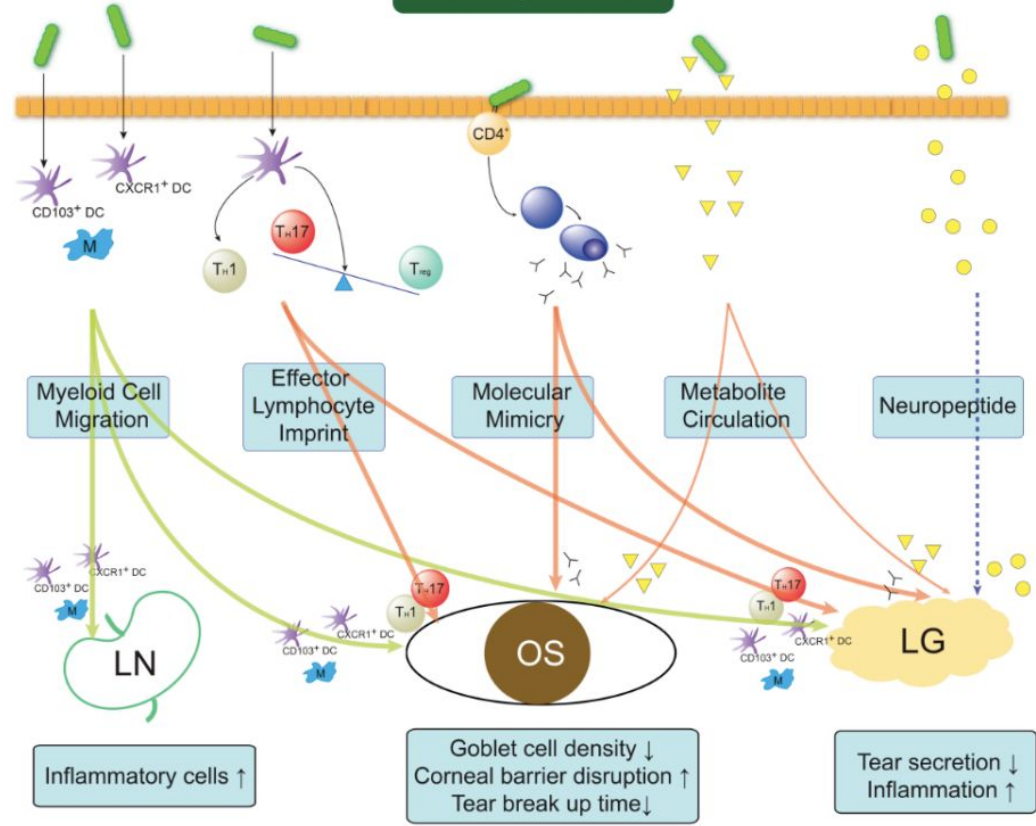 CD4⁺
CXCR1⁺ DC
CD103⁺ DC
M
TH17
TH1
Treg
Myeloid Cell
Migration
Effector
Lymphocyte
Imprint
Molecular
Mimicry
Metabolite
Circulation
Neuropeptide
CXCR1⁺ DC
CD103⁺ DC
M
TH17
TH1
CXCR1⁺ DC
CD103⁺ DC
M
TH17
TH1
CXCR1⁺ DC
CD103⁺ DC
M
LN
OS
LG
Inflammatory cells ↑
Goblet cell density ↓
Corneal barrier disruption ↑
Tear break up time↓
Tear secretion ↓
Inflammation ↑